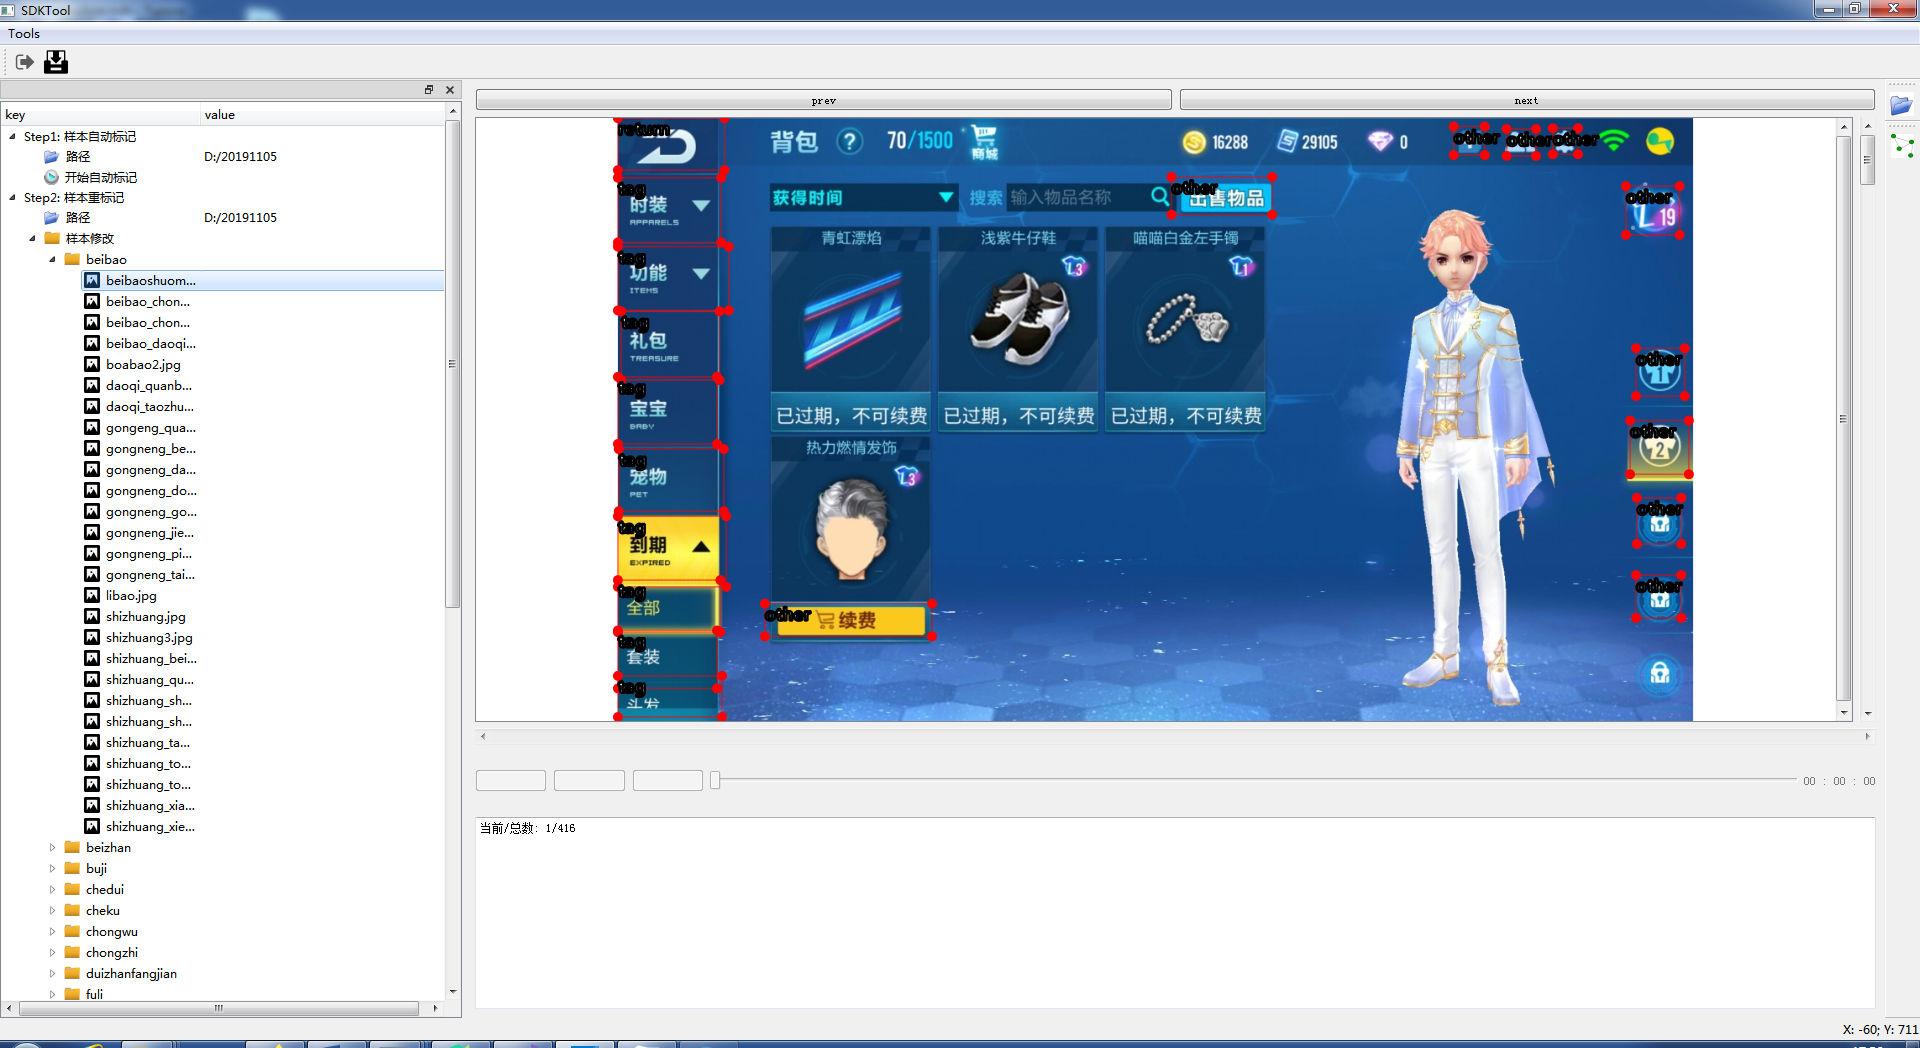 SDKTool
Tools
key value
Step1: 样本自动标记
路径 D:/20191105
开始自动标记
Step2: 样本重标记
路径 D:/20191105
样本修改
beibao
beibaoshuom...
beibao_chon...
beibao_chon...
beibao_daoqi...
boabao2.jpg
daoqi_quanb...
daoqi_taozhu...
gongeng_qua...
gongneng_be...
gongneng_da...
gongneng_do...
gongneng_go...
gongneng_jie...
gongneng_pi...
gongneng_tai...
libao.jpg
shizhuang.jpg
shizhuang3.jpg
shizhuang_bei...
shizhuang_qu...
shizhuang_sh...
shizhuang_sh...
shizhuang_ta...
shizhuang_to...
shizhuang_to...
shizhuang_xia...
shizhuang_xie...
beizhan
buji
chedui
cheku
chongwu
chongzhi
duizhanfangjian
fuli
prev next
return
背包 ? 70/1500 商城 16288 29105 0 other other other
tag
时装
APPARELS
tag
功能
ITEMS
tag
礼包
TREASURE
tag
宝宝
BABY
tag
宠物
PET
tag
到期
EXPIRED
tag
全部
tag
套装
tag
头发
获得时间 搜索 输入物品名称 other 出售物品
青虹漂焰 浅紫牛仔鞋 喵喵白金左手镯
L3 L1
已过期，不可续费 已过期，不可续费 已过期，不可续费
热力燃情发饰
L3
other 续费
other
L 19
other
1
other
2
other
other
00 : 00 : 00
当前/总数: 1/416
X: -60; Y: 711